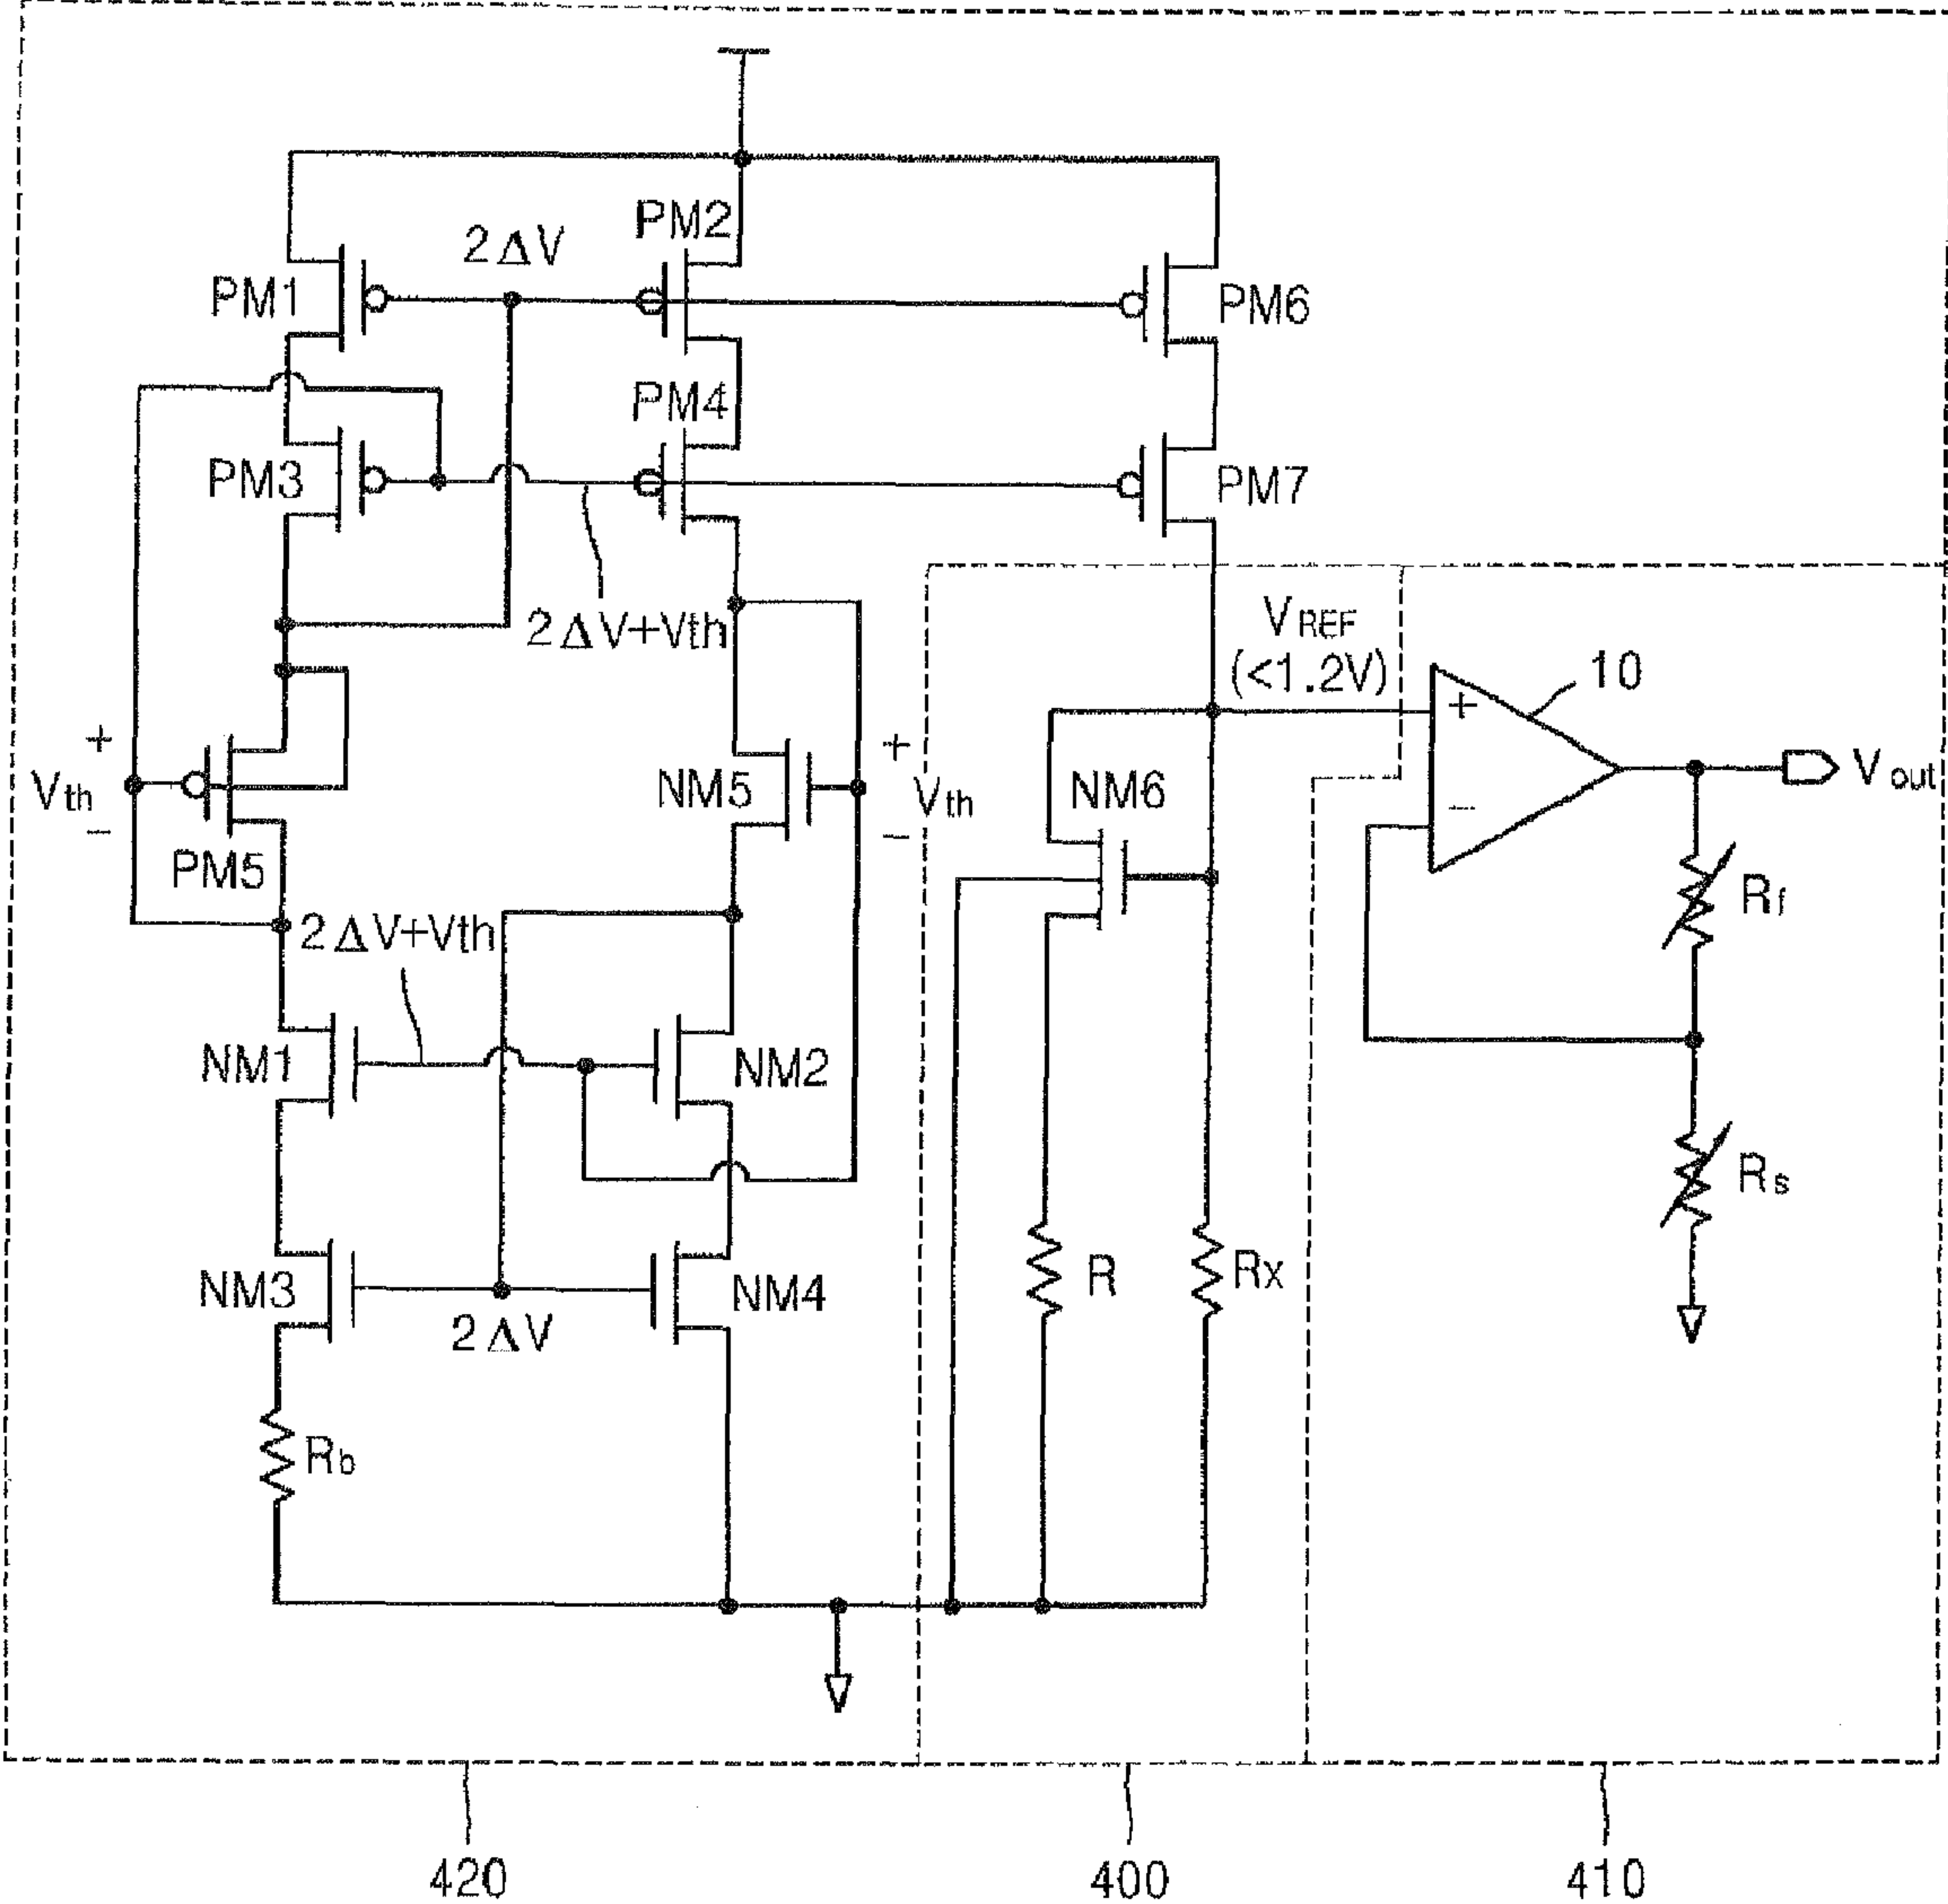 PM2
2ΔV
PM1
PM6
PM4
PM3
PM7
2ΔV+Vth
VREF
(<1.2V)
10
+
+
+
Vth
NM5
Vth
NM6
Vout
−
−
−
PM5
Rf
2ΔV+Vth
NM1
NM2
Rs
NM3
NM4
R
Rx
2ΔV
Rb
420
400
410